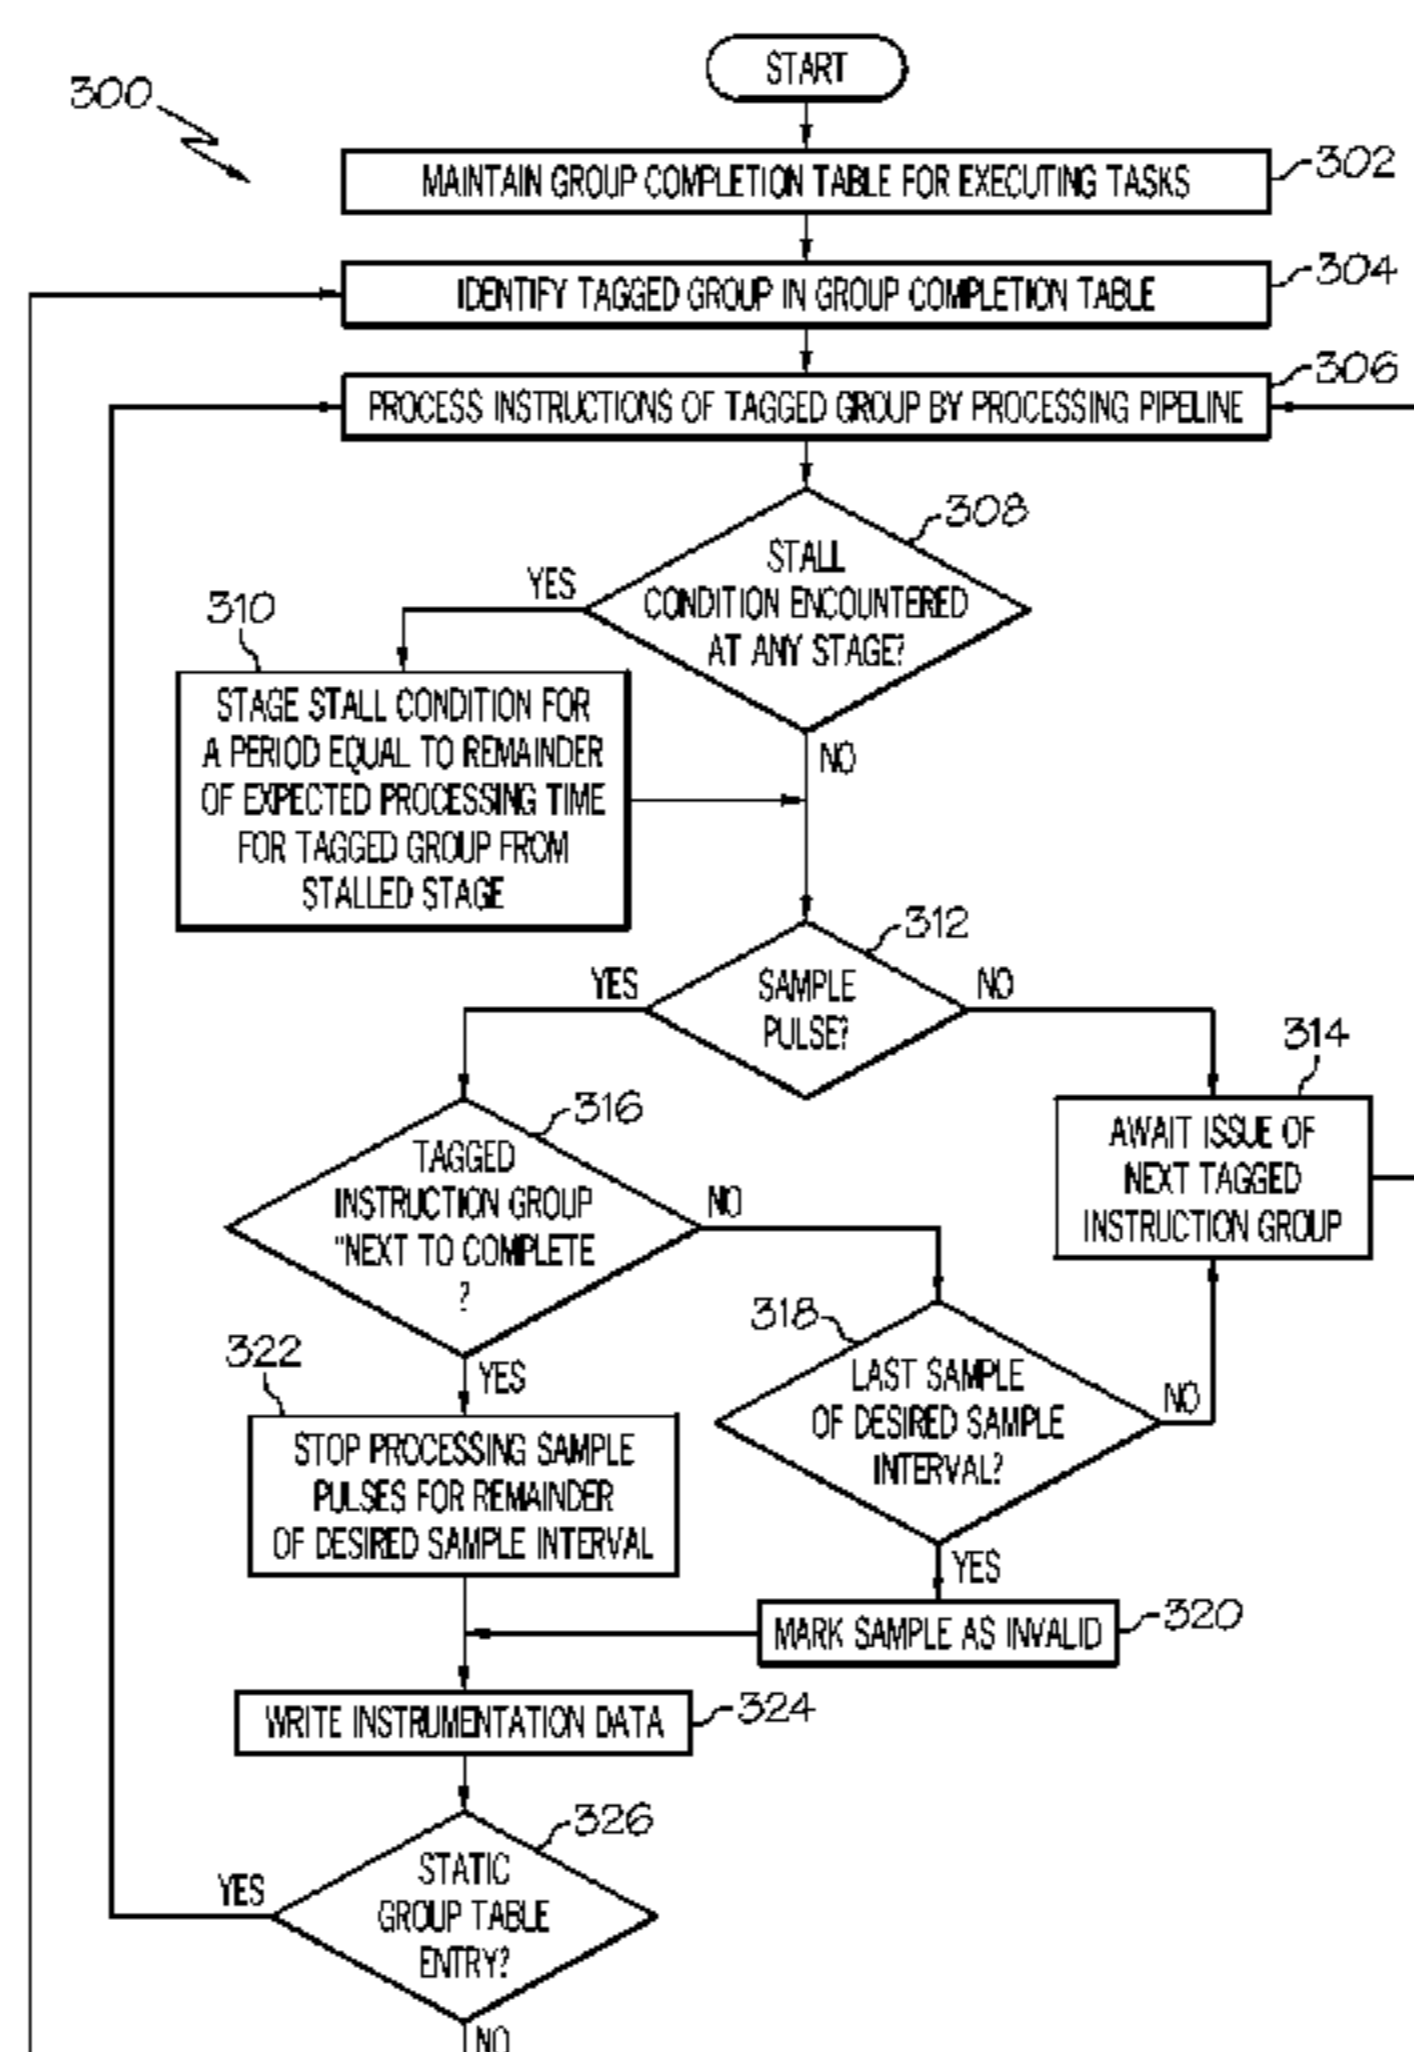 START
300
MAINTAIN GROUP COMPLETION TABLE FOR EXECUTING TASKS
302
IDENTIFY TAGGED GROUP IN GROUP COMPLETION TABLE
304
PROCESS INSTRUCTIONS OF TAGGED GROUP BY PROCESSING PIPELINE
306
308
STALL
CONDITION ENCOUNTERED
AT ANY STAGE?
YES
NO
310
STAGE STALL CONDITION FOR
A PERIOD EQUAL TO REMAINDER
OF EXPECTED PROCESSING TIME
FOR TAGGED GROUP FROM
STALLED STAGE
312
SAMPLE
PULSE?
YES
NO
314
AWAIT ISSUE OF
NEXT TAGGED
INSTRUCTION GROUP
316
TAGGED
INSTRUCTION GROUP
"NEXT TO COMPLETE
?
NO
YES
318
LAST SAMPLE
OF DESIRED SAMPLE
INTERVAL?
NO
YES
322
STOP PROCESSING SAMPLE
PULSES FOR REMAINDER
OF DESIRED SAMPLE INTERVAL
MARK SAMPLE AS INVALID
320
WRITE INSTRUMENTATION DATA
324
326
STATIC
GROUP TABLE
ENTRY?
YES
NO